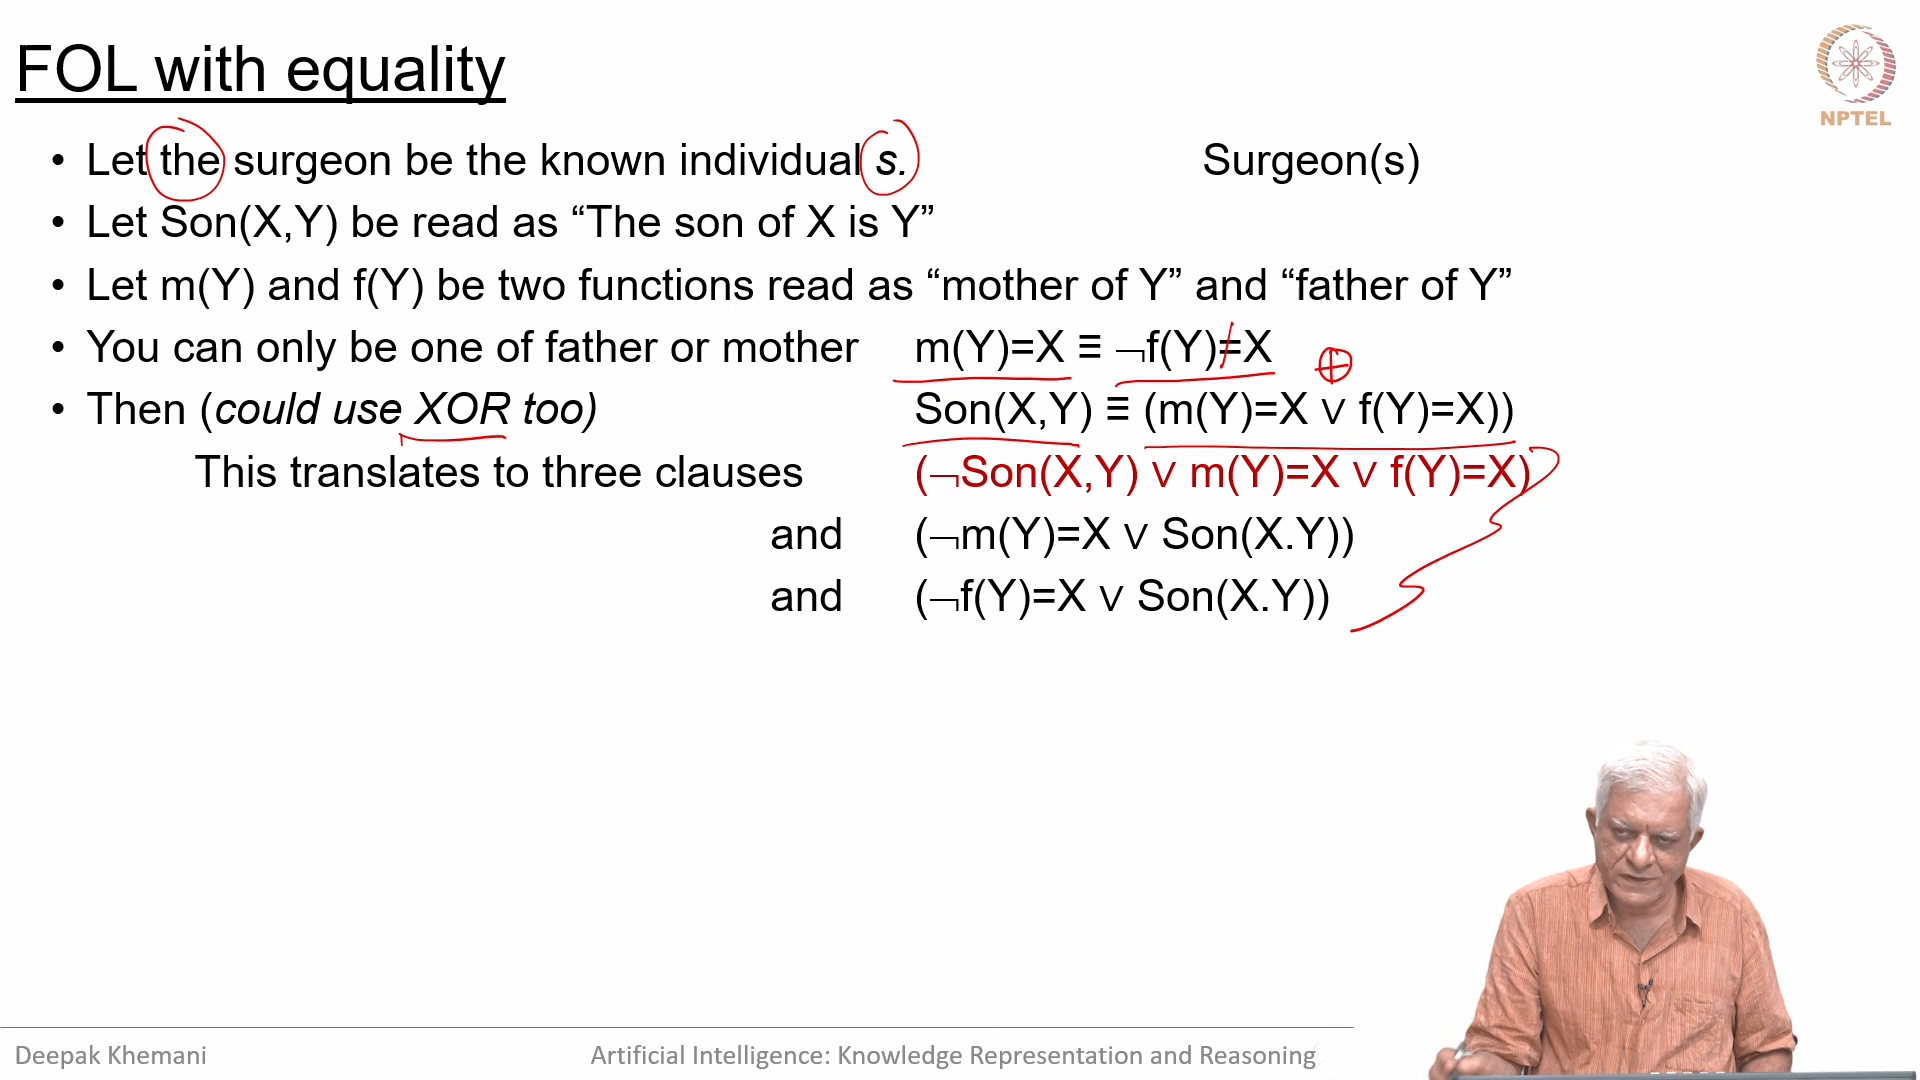 FOL with equality
NPTEL
• Let the surgeon be the known individual s. Surgeon(s)
• Let Son(X,Y) be read as “The son of X is Y”
• Let m(Y) and f(Y) be two functions read as “mother of Y” and “father of Y”
• You can only be one of father or mother m(Y)=X ≡ ¬f(Y)=X
⊕
• Then (could use XOR too) Son(X,Y) ≡ (m(Y)=X ∨ f(Y)=X))
This translates to three clauses (¬Son(X,Y) ∨ m(Y)=X ∨ f(Y)=X)
and (¬m(Y)=X ∨ Son(X.Y))
and (¬f(Y)=X ∨ Son(X.Y))
Deepak Khemani Artificial Intelligence: Knowledge Representation and Reasoning